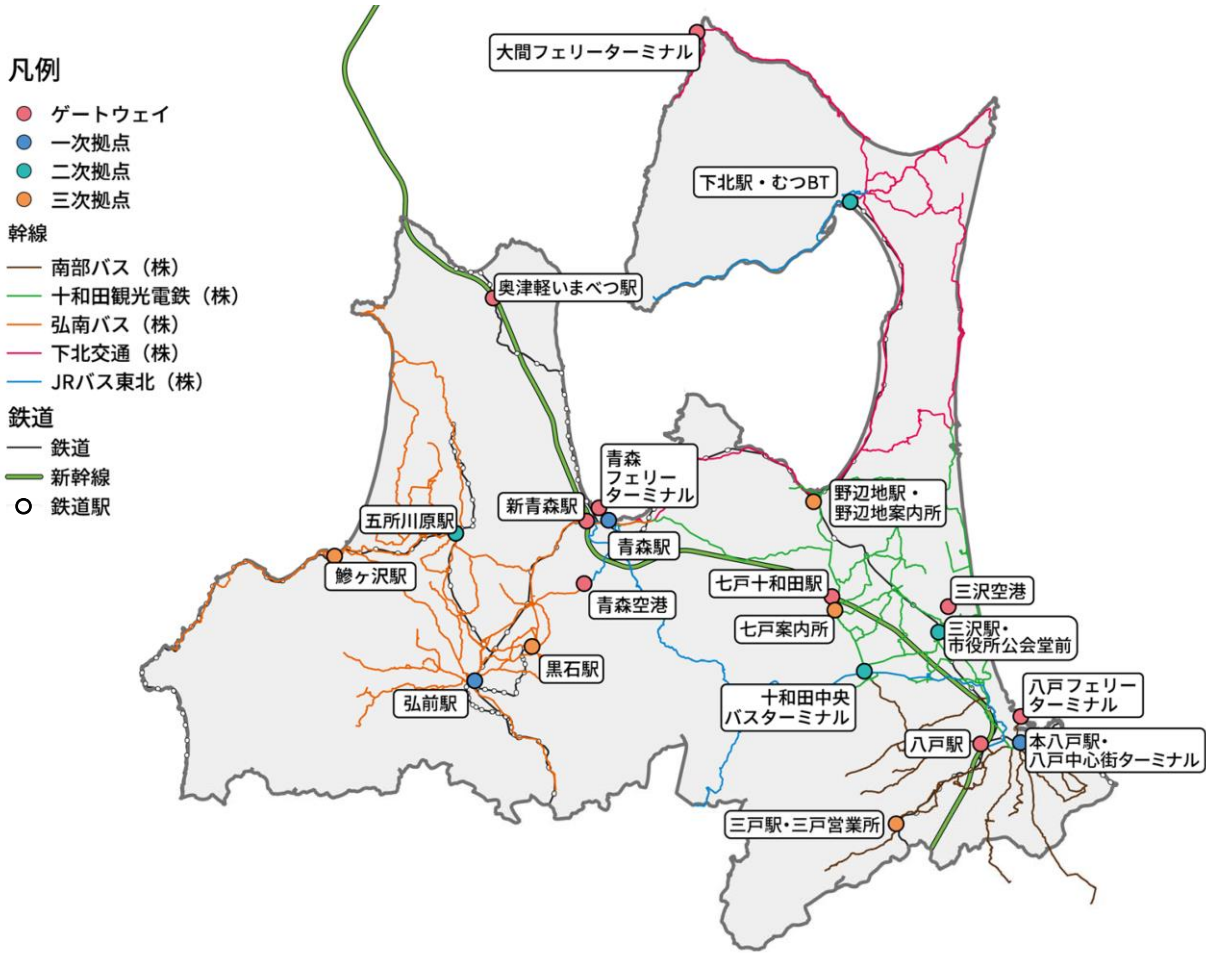 凡例
ゲートウェイ
一次拠点
二次拠点
三次拠点
幹線
南部バス（株）
十和田観光電鉄（株）
弘南バス（株）
下北交通（株）
JRバス東北（株）
鉄道
鉄道
新幹線
鉄道駅
大間フェリーターミナル
下北駅・むつBT
奥津軽いまべつ駅
青森
フェリー
ターミナル
新青森駅
青森駅
野辺地駅・
野辺地案内所
五所川原駅
鰺ヶ沢駅
青森空港
七戸十和田駅
七戸案内所
三沢空港
三沢駅・
市役所公会堂前
黒石駅
弘前駅
十和田中央
バスターミナル
八戸フェリー
ターミナル
八戸駅
本八戸駅・
八戸中心街ターミナル
三戸駅・三戸営業所